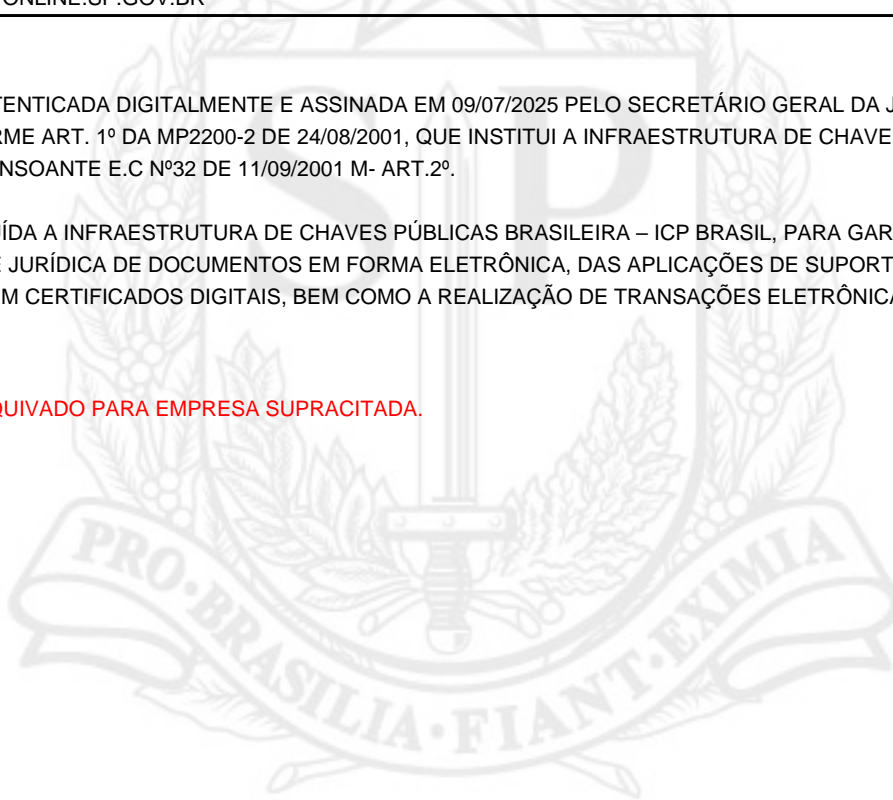 ONLINE.SP.GOV.BR
TENTICADA DIGITALMENTE E ASSINADA EM 09/07/2025 PELO SECRETÁRIO GERAL DA J
RME ART. 1º DA MP2200-2 DE 24/08/2001, QUE INSTITUI A INFRAESTRUTURA DE CHAVE
NSOANTE E.C Nº32 DE 11/09/2001 M- ART.2º.
ÍDA A INFRAESTRUTURA DE CHAVES PÚBLICAS BRASILEIRA – ICP BRASIL, PARA GAR
E JURÍDICA DE DOCUMENTOS EM FORMA ELETRÔNICA, DAS APLICAÇÕES DE SUPORT
M CERTIFICADOS DIGITAIS, BEM COMO A REALIZAÇÃO DE TRANSAÇÕES ELETRÔNICA
QUIVADO PARA EMPRESA SUPRACITADA.
SP
PRO·BRASILIA·FIANT·EXIMIA